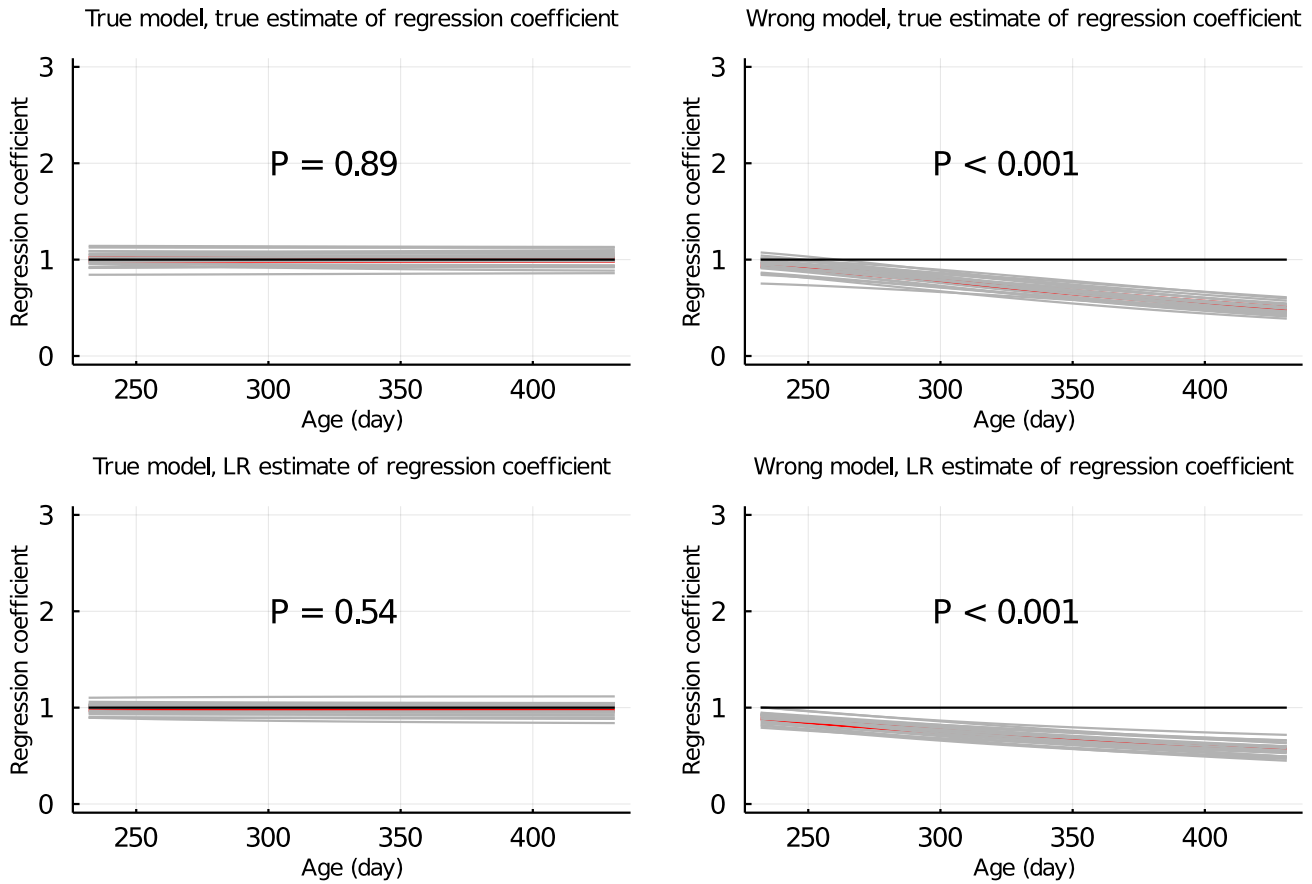 True model, true estimate of regression coefficient
3
2
1
0
Regression coefficient
P = 0.89
250 300 350 400
Age (day)
Wrong model, true estimate of regression coefficient
3
2
1
0
Regression coefficient
P < 0.001
250 300 350 400
Age (day)
True model, LR estimate of regression coefficient
3
2
1
0
Regression coefficient
P = 0.54
250 300 350 400
Age (day)
Wrong model, LR estimate of regression coefficient
3
2
1
0
Regression coefficient
P < 0.001
250 300 350 400
Age (day)